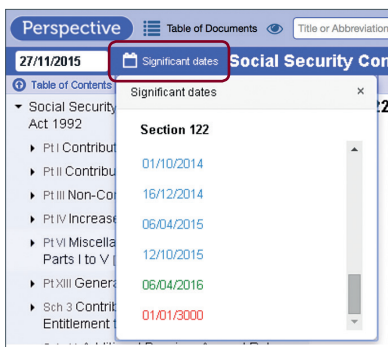 Perspective
Table of Documents
Title or Abbreviation
27/11/2015
Significant dates
Social Security Con
Table of Contents
Significant dates ×
22
Social Security
Act 1992
Section 122
Pt I Contribut
01/10/2014
Pt II Contribu
16/12/2014
Pt III Non-Con
06/04/2015
Pt IV Increase
12/10/2015
Pt VI Miscella
Parts I to V
Pt XIII Genera
06/04/2016
Sch 3 Contrib
Entitlement t
01/01/3000